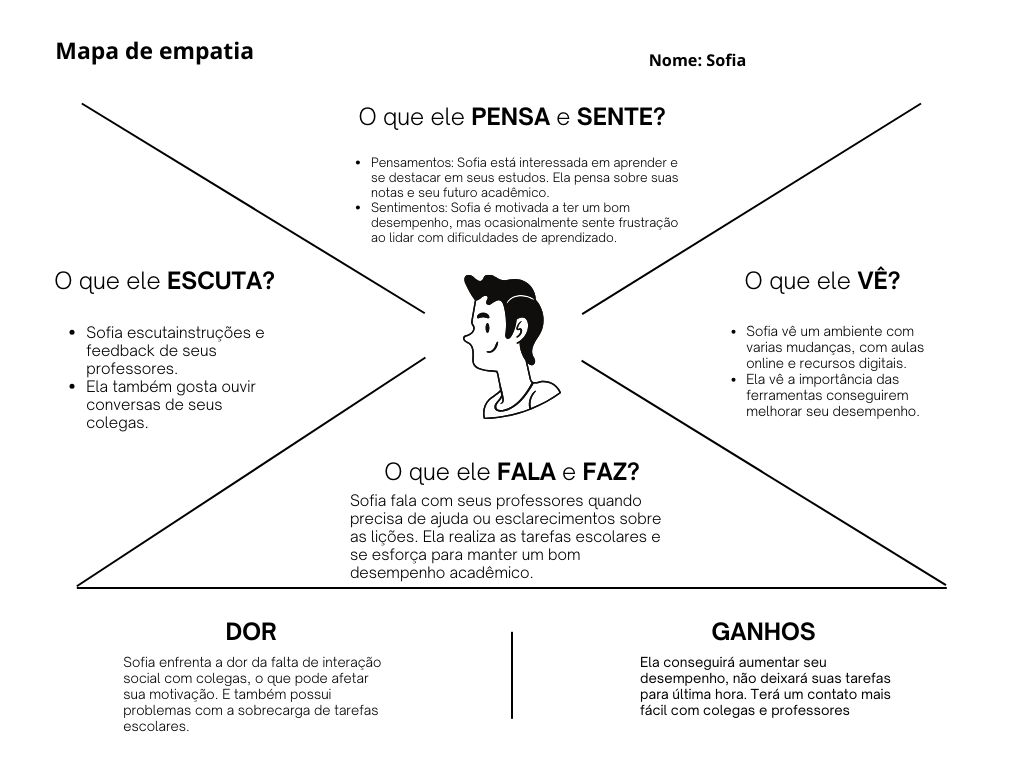 Mapa de empatia
Nome: Sofia
O que ele PENSA e SENTE?
• Pensamentos: Sofia está interessada em aprender e
se destacar em seus estudos. Ela pensa sobre suas
notas e seu futuro acadêmico.
• Sentimentos: Sofia é motivada a ter um bom
desempenho, mas ocasionalmente sente frustração
ao lidar com dificuldades de aprendizado.
O que ele ESCUTA?
• Sofia escutainstruções e
feedback de seus
professores.
• Ela também gosta ouvir
conversas de seus
colegas.
O que ele VÊ?
• Sofia vê um ambiente com
varias mudanças, com aulas
online e recursos digitais.
• Ela vê a importância das
ferramentas conseguirem
melhorar seu desempenho.
O que ele FALA e FAZ?
Sofia fala com seus professores quando
precisa de ajuda ou esclarecimentos sobre
as lições. Ela realiza as tarefas escolares e
se esforça para manter um bom
desempenho acadêmico.
DOR
Sofia enfrenta a dor da falta de interação
social com colegas, o que pode afetar
sua motivação. E também possui
problemas com a sobrecarga de tarefas
escolares.
GANHOS
Ela conseguirá aumentar seu
desempenho, não deixará suas tarefas
para última hora. Terá um contato mais
fácil com colegas e professores